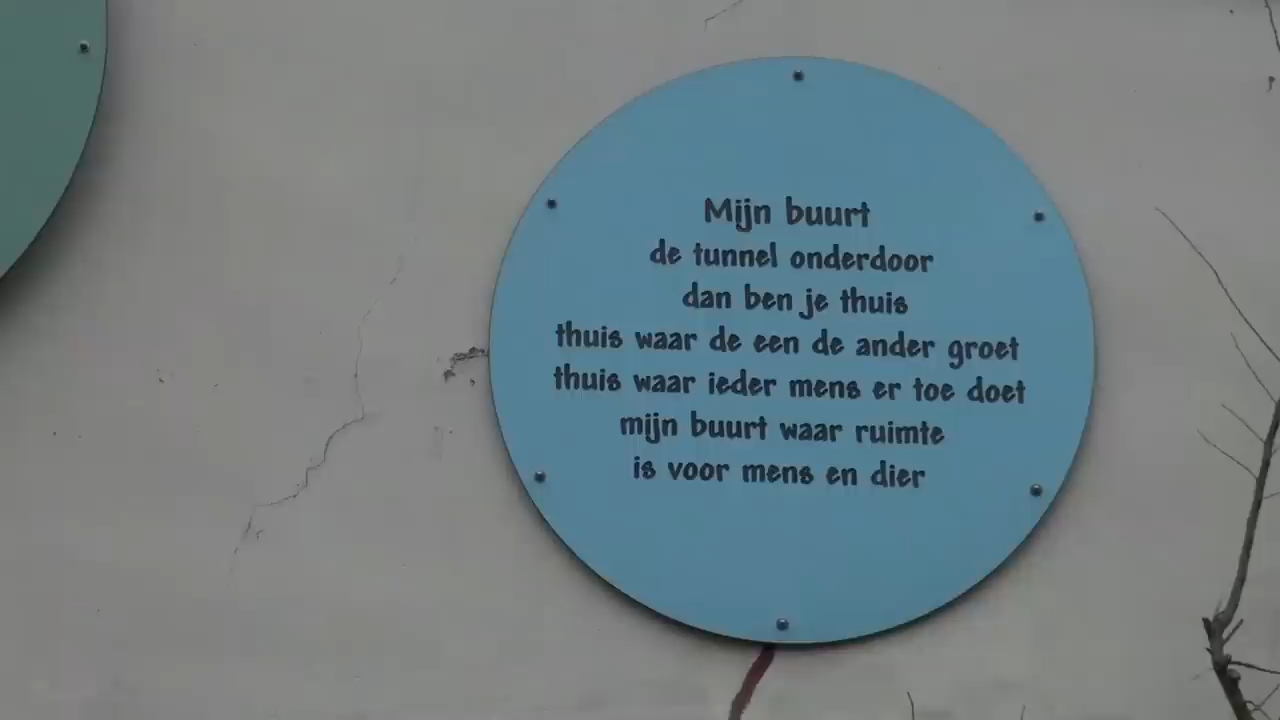 Mijn buurt
de tunnel onderdoor
dan ben je thuis
thuis waar de een de ander groet
thuis waar ieder mens er toe doet
mijn buurt waar ruimte
is voor mens en dier